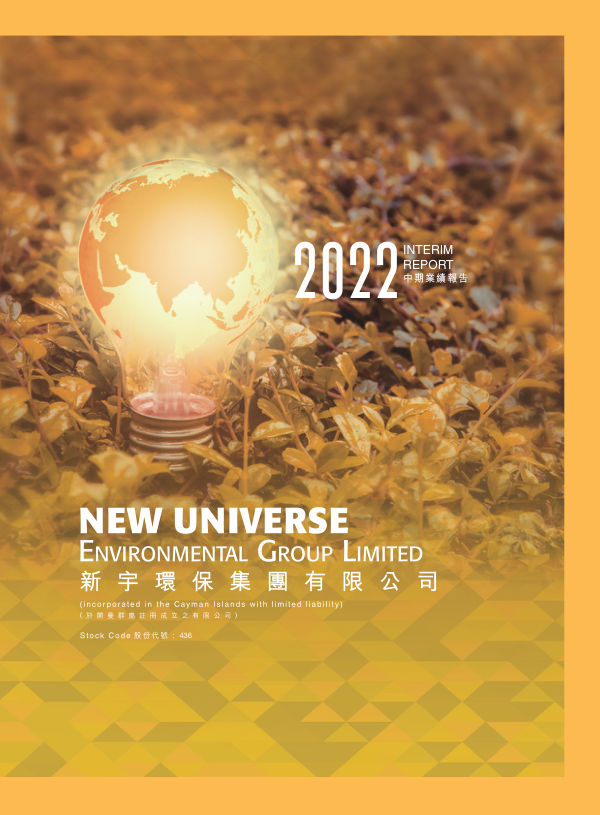 2022
INTERIM
REPORT
中期業績報告
NEW UNIVERSE
ENVIRONMENTAL GROUP LIMITED
新宇環保集團有限公司
(incorporated in the Cayman Islands with limited liability)
(於開曼群島註冊成立之有限公司)
Stock Code 股份代號 : 436